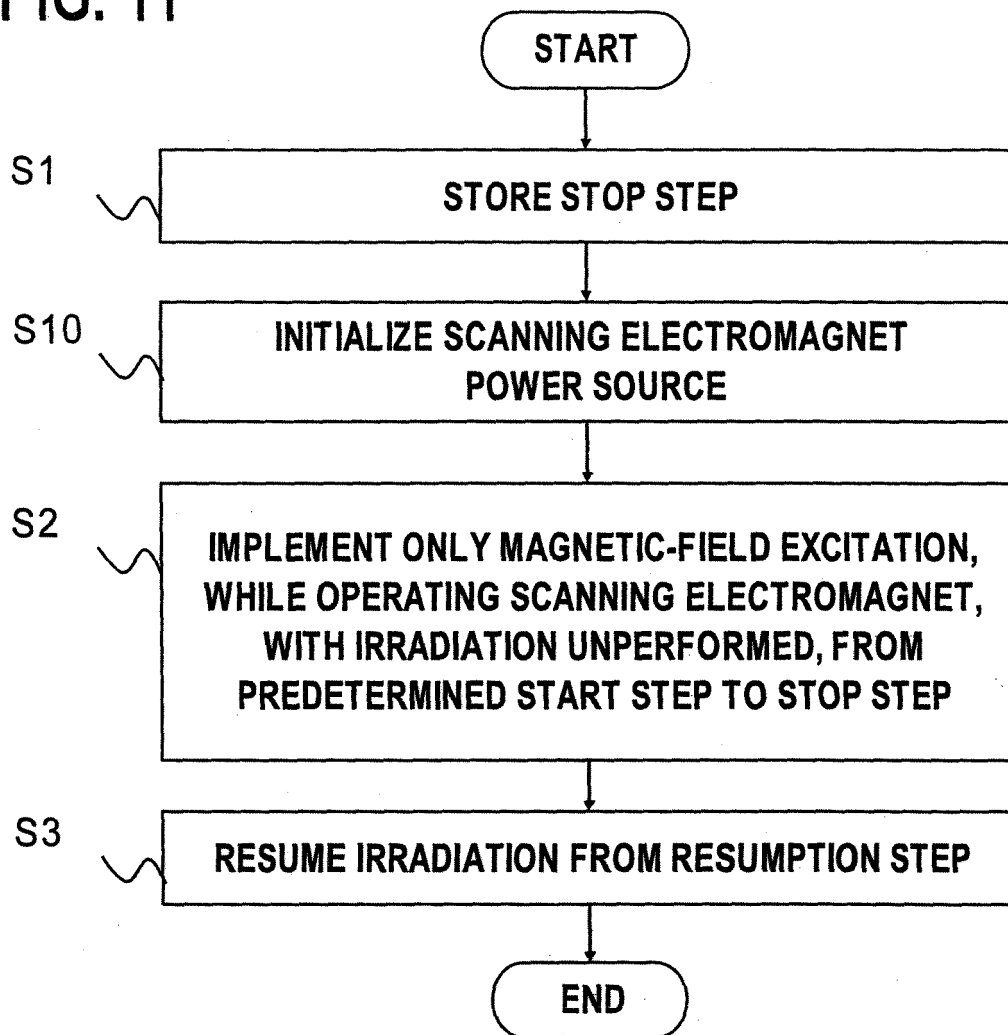 FIG. 11
START
S1
STORE STOP STEP
S10
INITIALIZE SCANNING ELECTROMAGNET
POWER SOURCE
S2
IMPLEMENT ONLY MAGNETIC-FIELD EXCITATION,
WHILE OPERATING SCANNING ELECTROMAGNET,
WITH IRRADIATION UNPERFORMED, FROM
PREDETERMINED START STEP TO STOP STEP
S3
RESUME IRRADIATION FROM RESUMPTION STEP
END